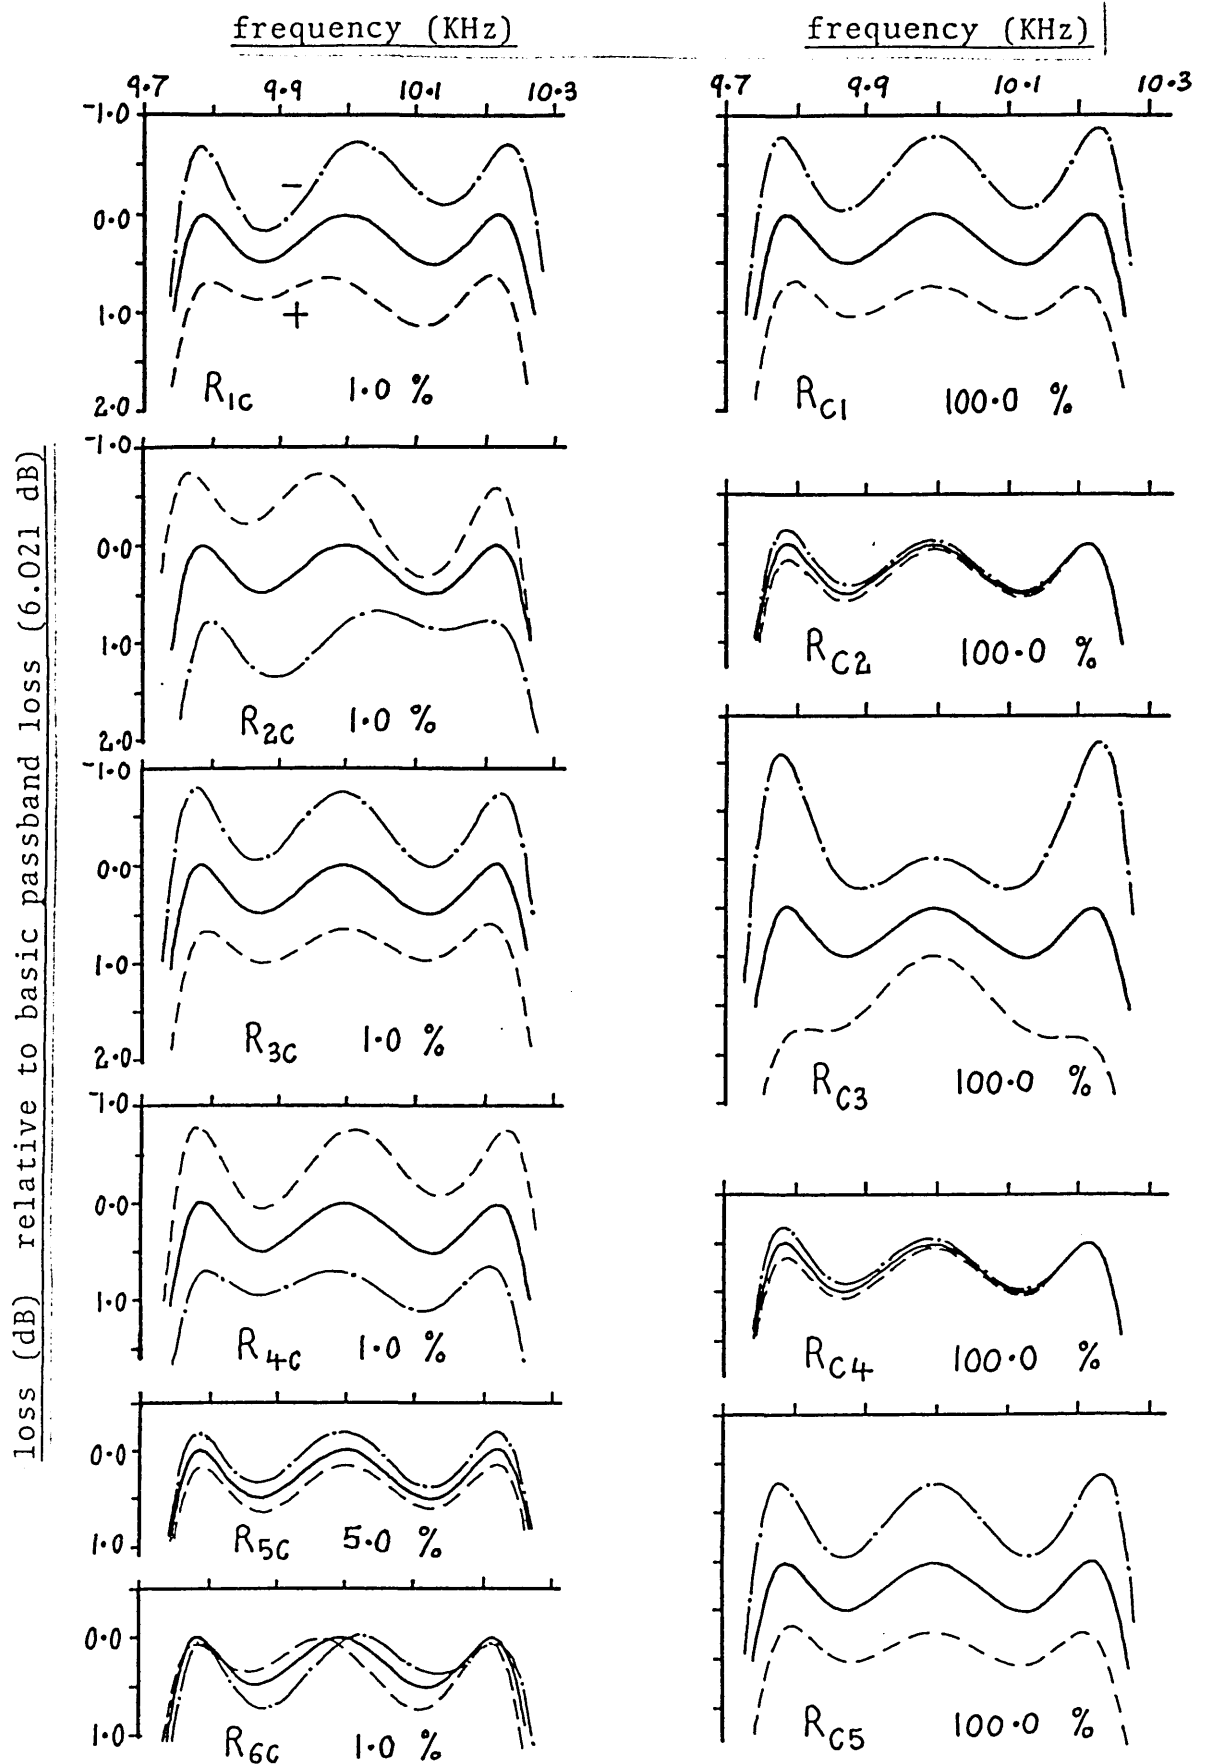 frequency (KHz)
frequency (KHz)
9.7 9.9 10.1 10.3
9.7 9.9 10.1 10.3
loss (dB) relative to basic passband loss (6.021 dB)
-1.0
0.0
1.0
2.0
−
+
R1C 1.0 %
RC1 100.0 %
-1.0
0.0
1.0
2.0
R2C 1.0 %
RC2 100.0 %
-1.0
0.0
1.0
2.0
R3C 1.0 %
RC3 100.0 %
-1.0
0.0
1.0
R4C 1.0 %
RC4 100.0 %
0.0
1.0
R5C 5.0 %
0.0
1.0
R6C 1.0 %
RC5 100.0 %